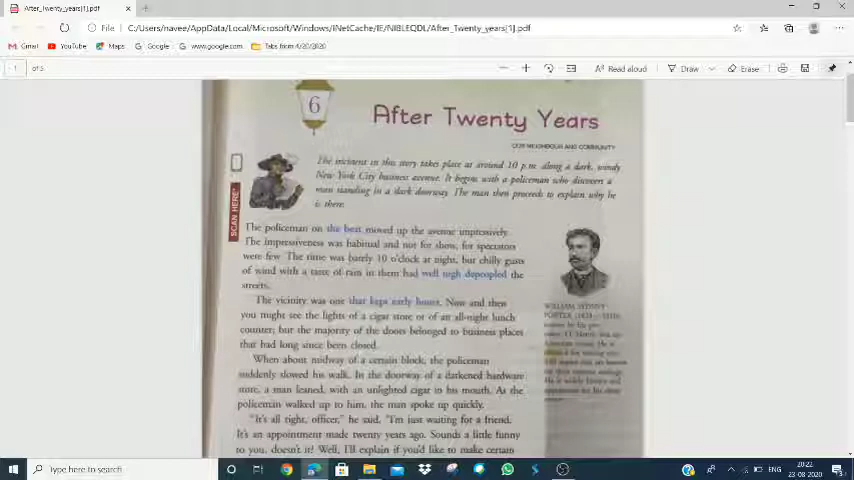 After_Twenty_years[1].pdf
File
C:/Users/navee/AppData/Local/Microsoft/Windows/INetCache/IE/NIBLEQDL/After_Twenty_years[1].pdf
Gmail YouTube Maps Google www.google.com Tabs from 4/20/2020
1 of 5 Read aloud Draw Erase
6
After Twenty Years
OUR NEIGHBOUR AND COMMUNITY
The incident in this story takes place at around 10 p.m. along a dark, windy
New York City business avenue. It begins with a policeman who discovers a
man standing in a dark doorway. The man then proceeds to explain why he
is there.
SCAN HERE
The policeman on the beat moved up the avenue impressively.
The impressiveness was habitual and not for show, for spectators
were few. The time was barely 10 o'clock at night, but chilly gusts
of wind with a taste of rain in them had well nigh depeopled the
streets.
The vicinity was one that kept early hours. Now and then
you might see the lights of a cigar store or of an all-night lunch
counter; but the majority of the doors belonged to business places
that had long since been closed.
When about midway of a certain block, the policeman
suddenly slowed his walk. In the doorway of a darkened hardware
store, a man leaned, with an unlighted cigar in his mouth. As the
policeman walked up to him, the man spoke up quickly.
"It's all right, officer," he said, "I'm just waiting for a friend.
It's an appointment made twenty years ago. Sounds a little funny
to you, doesn't it? Well, I'll explain if you'd like to make certain
WILLIAM SYDNEY
PORTER
Type here to search
ENG
20:22
23-08-2020